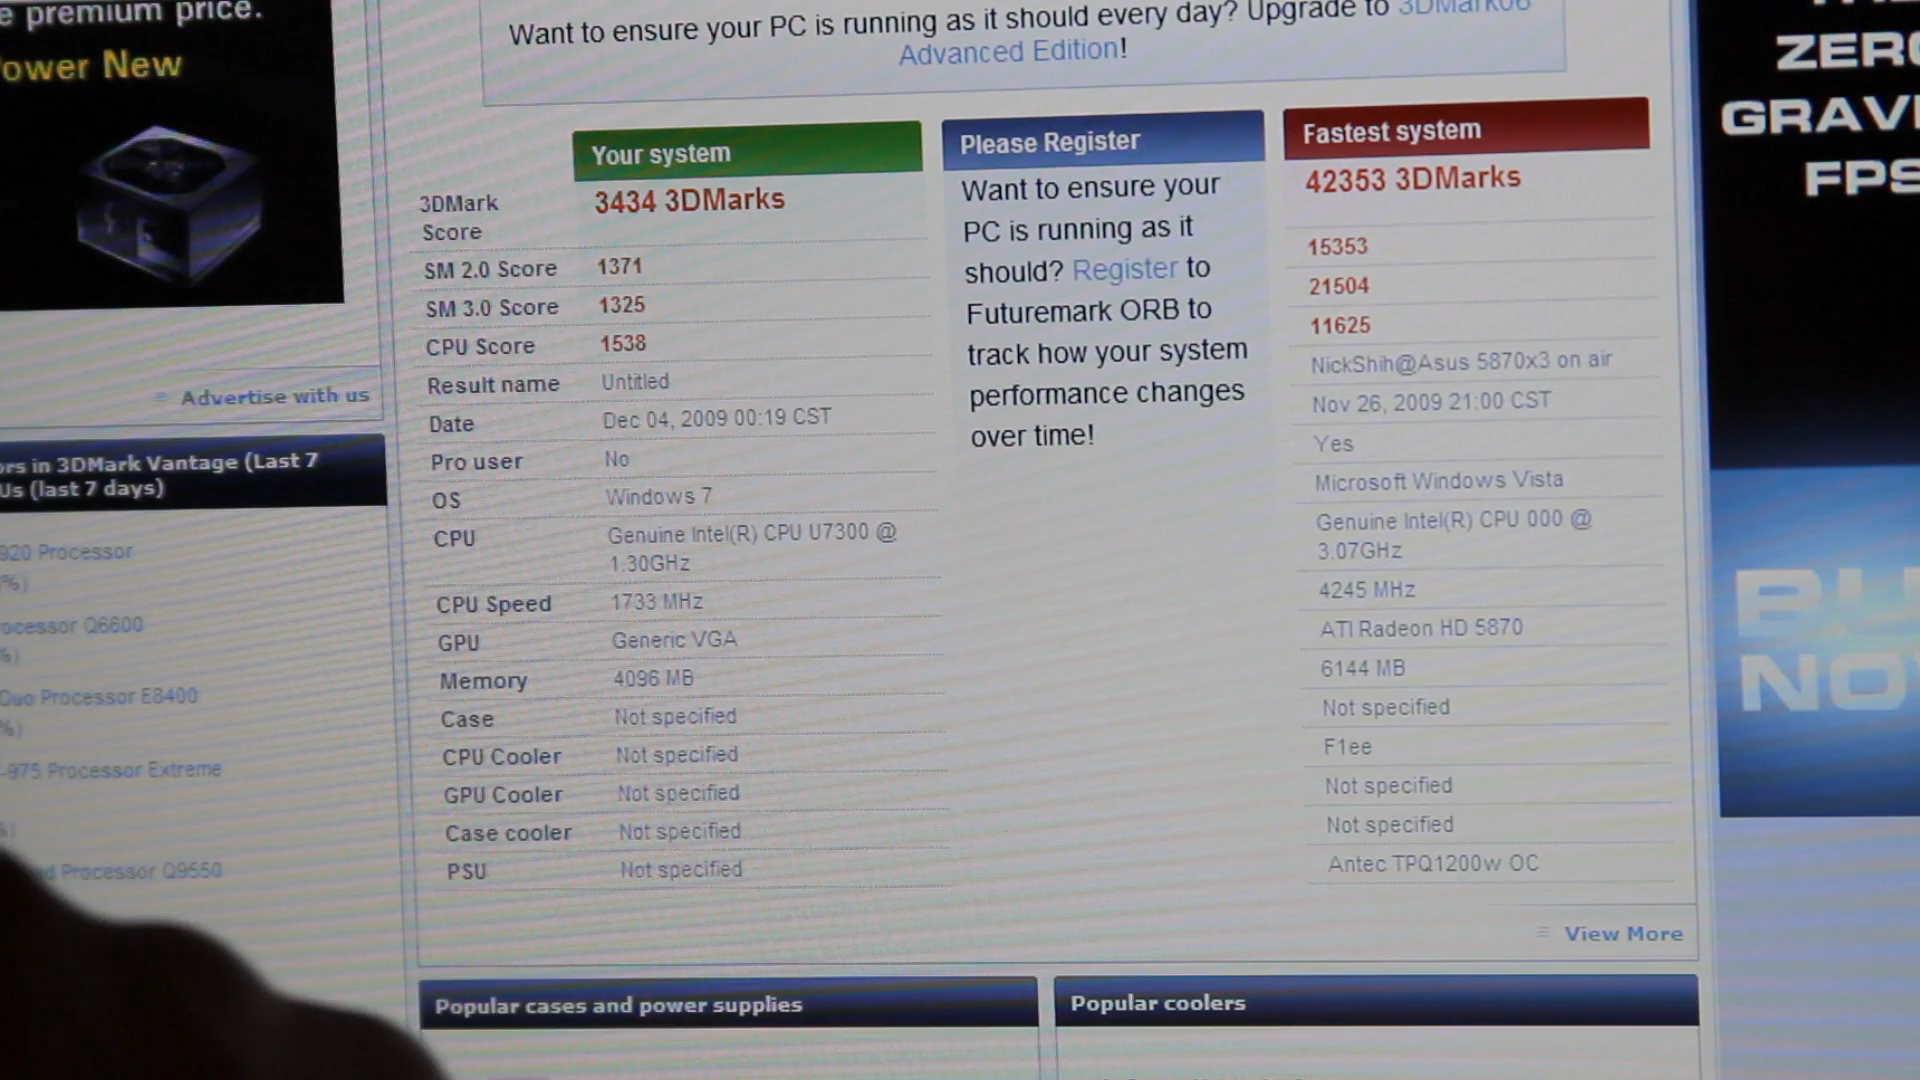 e premium price.
ower New
Want to ensure your PC is running as it should every day? Upgrade to 3DMark06
Advanced Edition!
ZERO
GRAVI
FPS
Your system
Please Register
Fastest system
3DMark
Score
3434 3DMarks
42353 3DMarks
SM 2.0 Score 1371 15353
SM 3.0 Score 1325 21504
CPU Score 1538 11625
Result name Untitled NickShih@Asus 5870x3 on air
Date Dec 04, 2009 00:19 CST Nov 26, 2009 21:00 CST
Pro user No Yes
OS Windows 7 Microsoft Windows Vista
CPU Genuine Intel(R) CPU U7300 @ Genuine Intel(R) CPU 000 @
1.30GHz 3.07GHz
CPU Speed 1733 MHz 4245 MHz
GPU Generic VGA ATI Radeon HD 5870
Memory 4096 MB 6144 MB
Case Not specified Not specified
CPU Cooler Not specified F1ee
GPU Cooler Not specified Not specified
Case cooler Not specified Not specified
PSU Not specified Antec TPQ1200w OC
Want to ensure your
PC is running as it
should? Register to
Futuremark ORB to
track how your system
performance changes
over time!
View More
Advertise with us
ors in 3DMark Vantage (Last 7
Us (last 7 days)
920 Processor
%)
ocessor Q6600
%)
Duo Processor E8400
%)
-975 Processor Extreme
%)
d Processor Q9550
BU
NOW
Popular cases and power supplies
Popular coolers